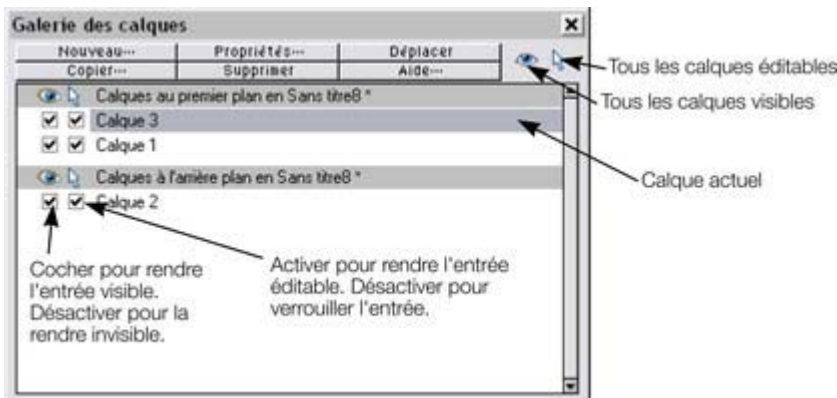 Galerie des calques
Nouveau... Propriétés... Déplacer
Copier... Supprimer Aide...
Tous les calques éditables
Tous les calques visibles
Calques au premier plan en Sans titre8 *
Calque 3
Calque 1
Calque actuel
Calques à l'arrière plan en Sans titre8 *
Calque 2
Cocher pour rendre
l'entrée visible.
Désactiver pour la
rendre invisible.
Activer pour rendre l'entrée
éditable. Désactiver pour
verrouiller l'entrée.